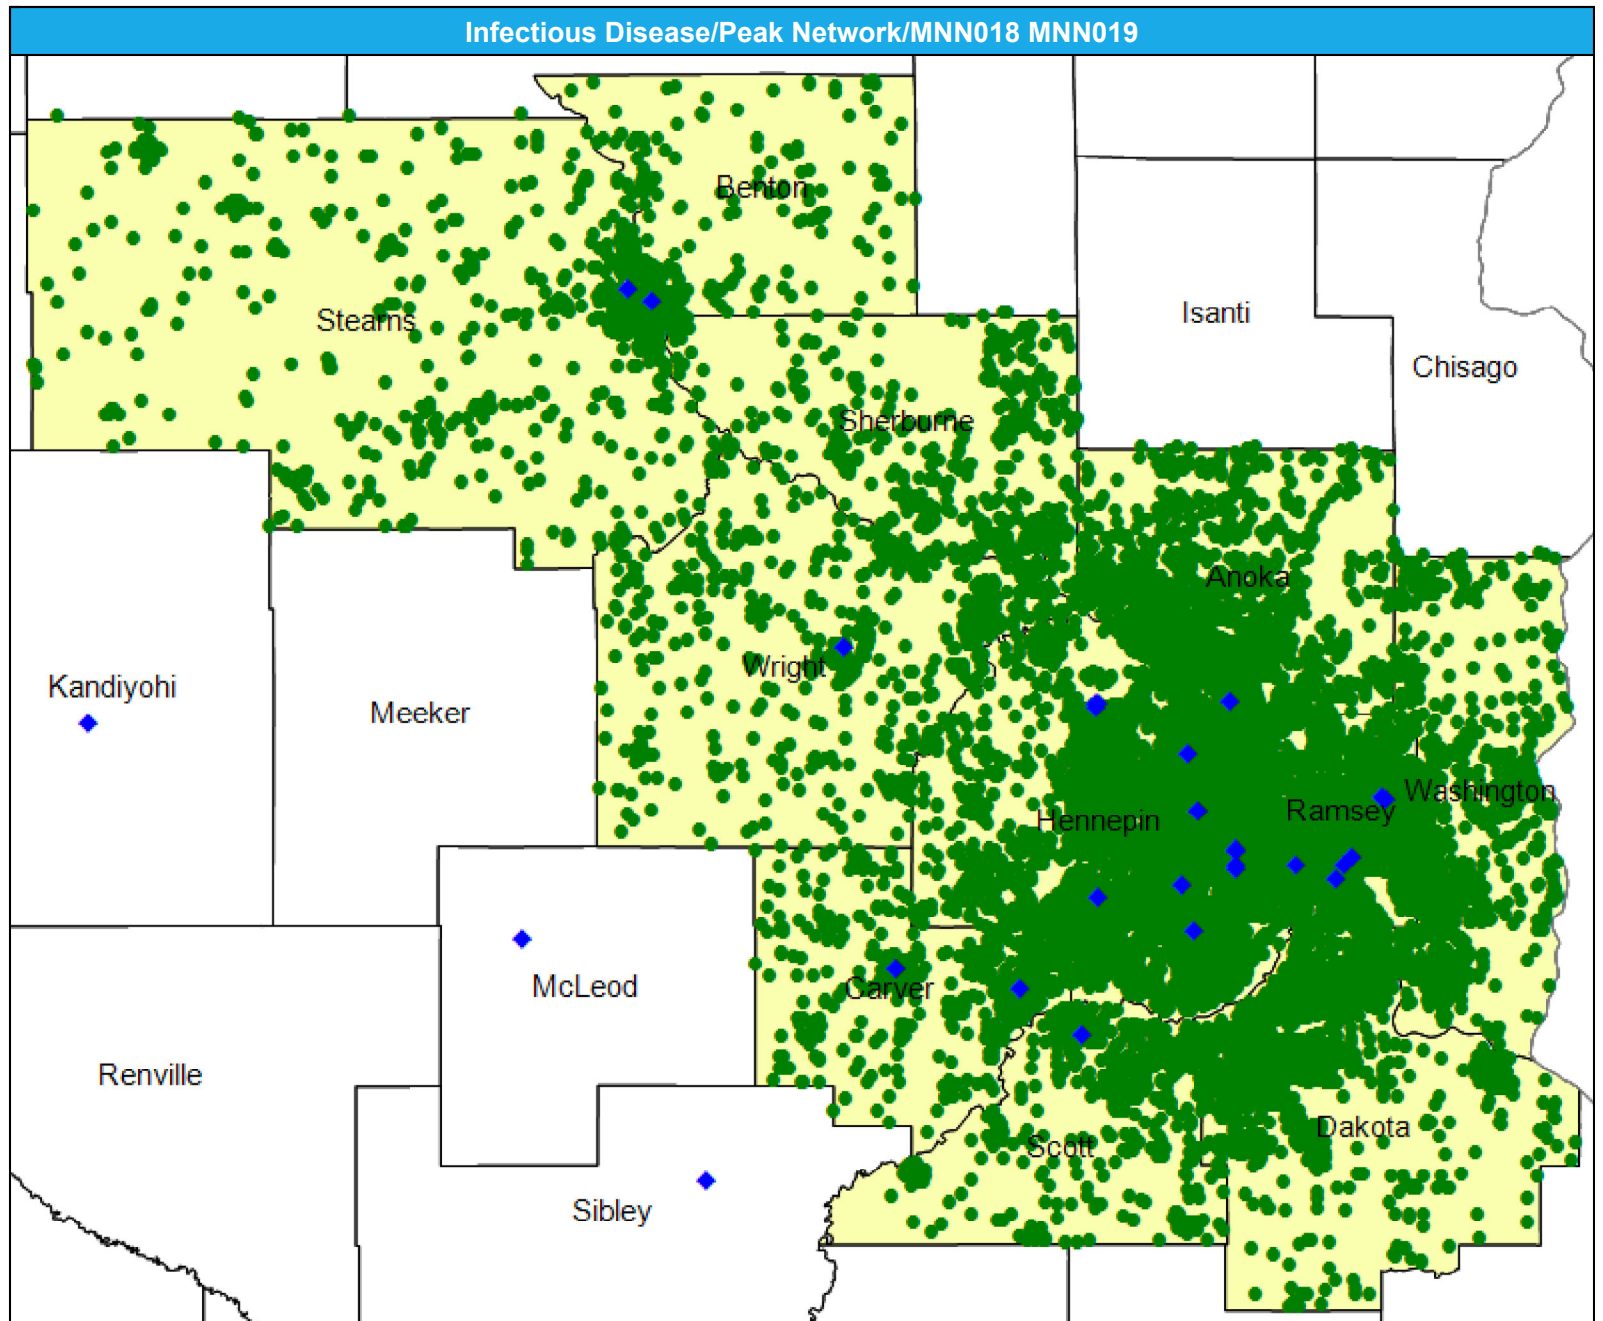 Infectious Disease/Peak Network/MNN018 MNN019
Benton
Stearns
Isanti
Chisago
Sherburne
Anoka
Wright
Kandiyohi
Meeker
Washington
Ramsey
Hennepin
McLeod
Carver
Renville
Dakota
Scott
Sibley